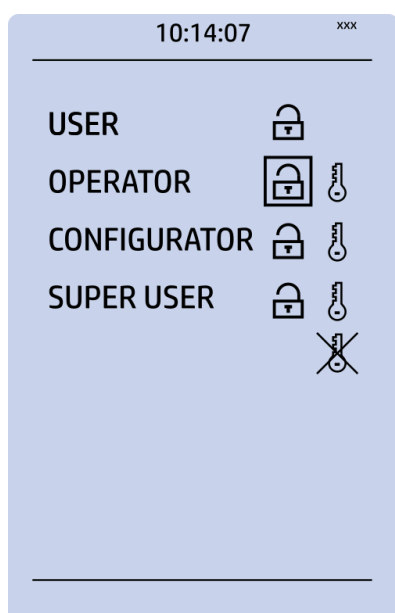 10:14:07 xxx
USER
OPERATOR
CONFIGURATOR
SUPER USER